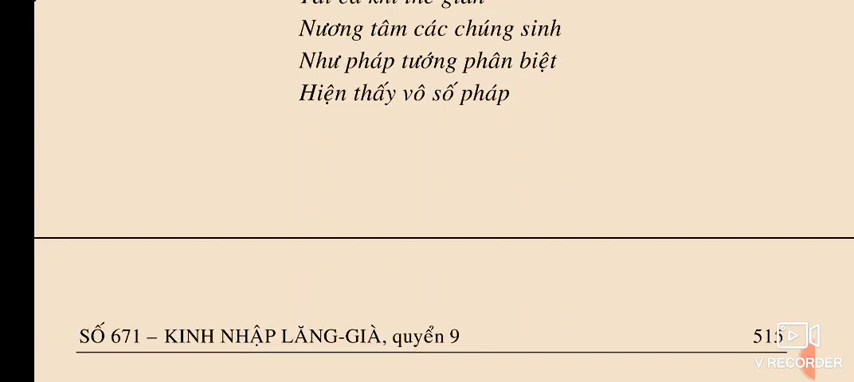 Nương tâm các chúng sinh
Như pháp tướng phân biệt
Hiện thấy vô số pháp
SỐ 671 – KINH NHẬP LĂNG-GIÀ, quyển 9
V RECORDER